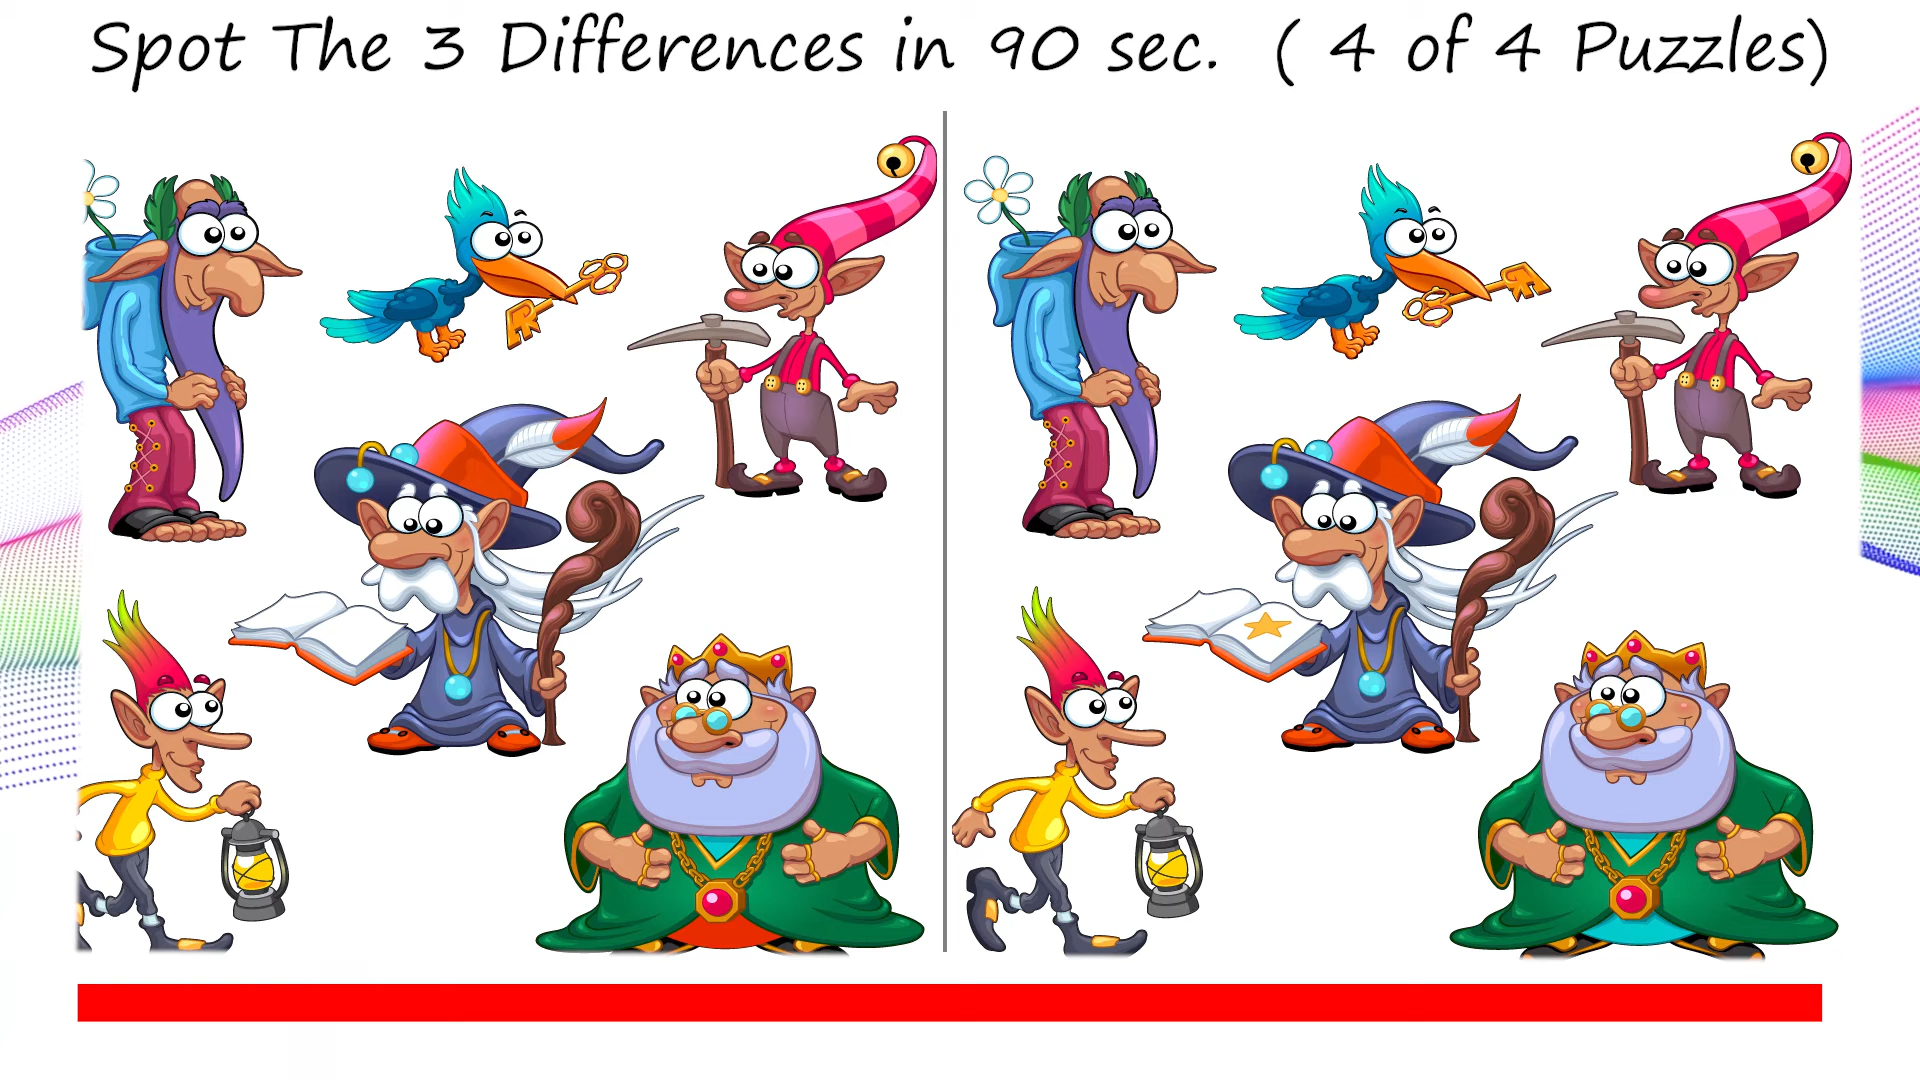 Spot The 3 Differences in 90 sec. ( 4 of 4 Puzzles)